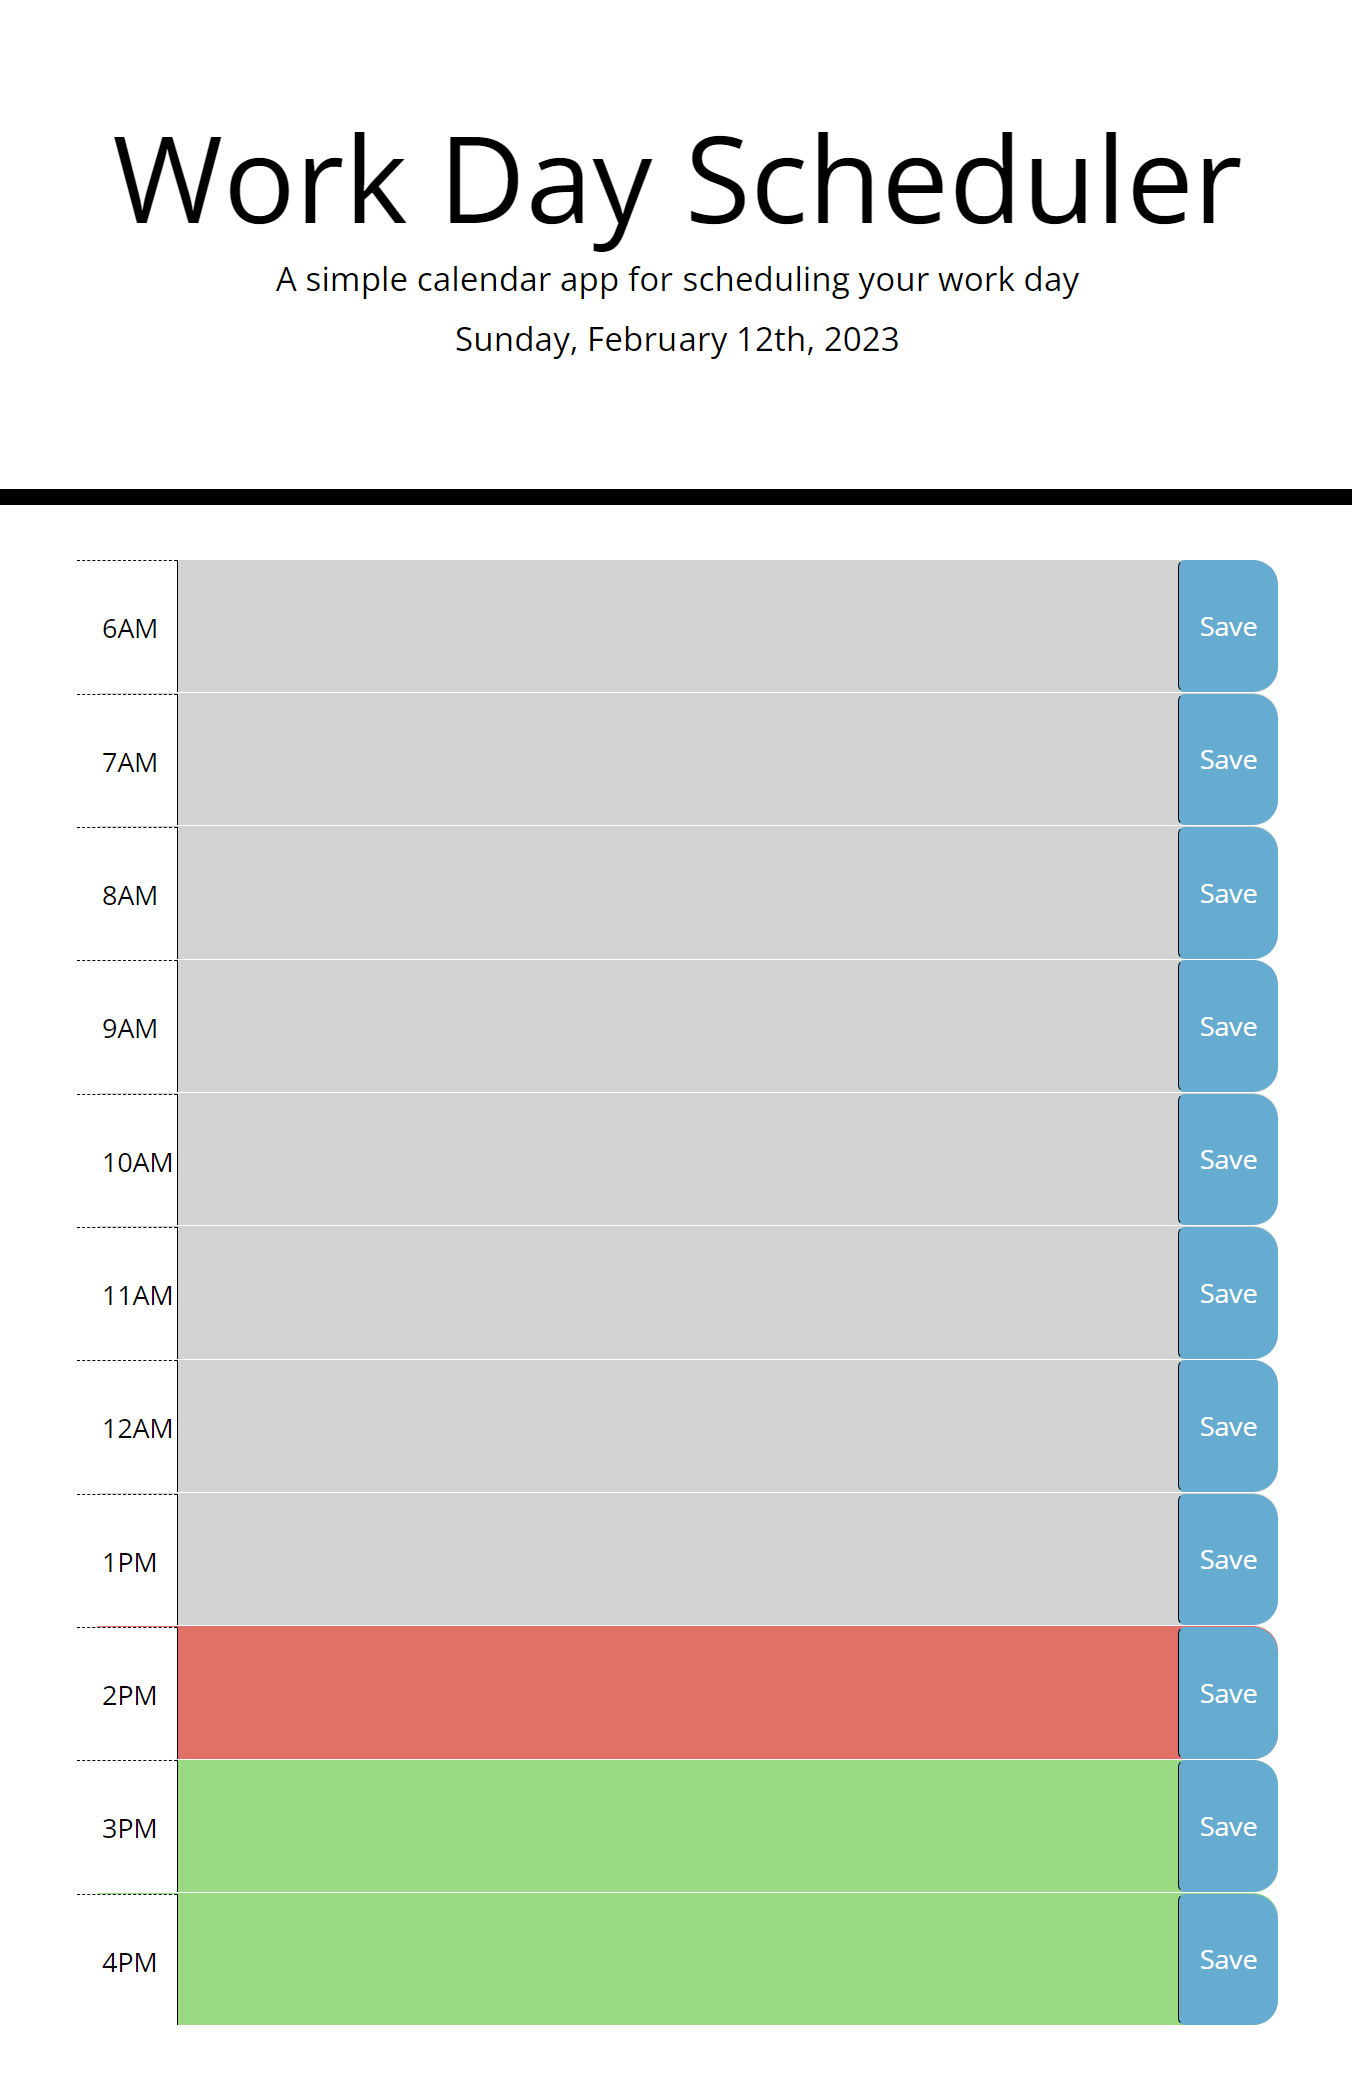 Work Day Scheduler
A simple calendar app for scheduling your work day
Sunday, February 12th, 2023
6AM Save
7AM Save
8AM Save
9AM Save
10AM Save
11AM Save
12AM Save
1PM Save
2PM Save
3PM Save
4PM Save